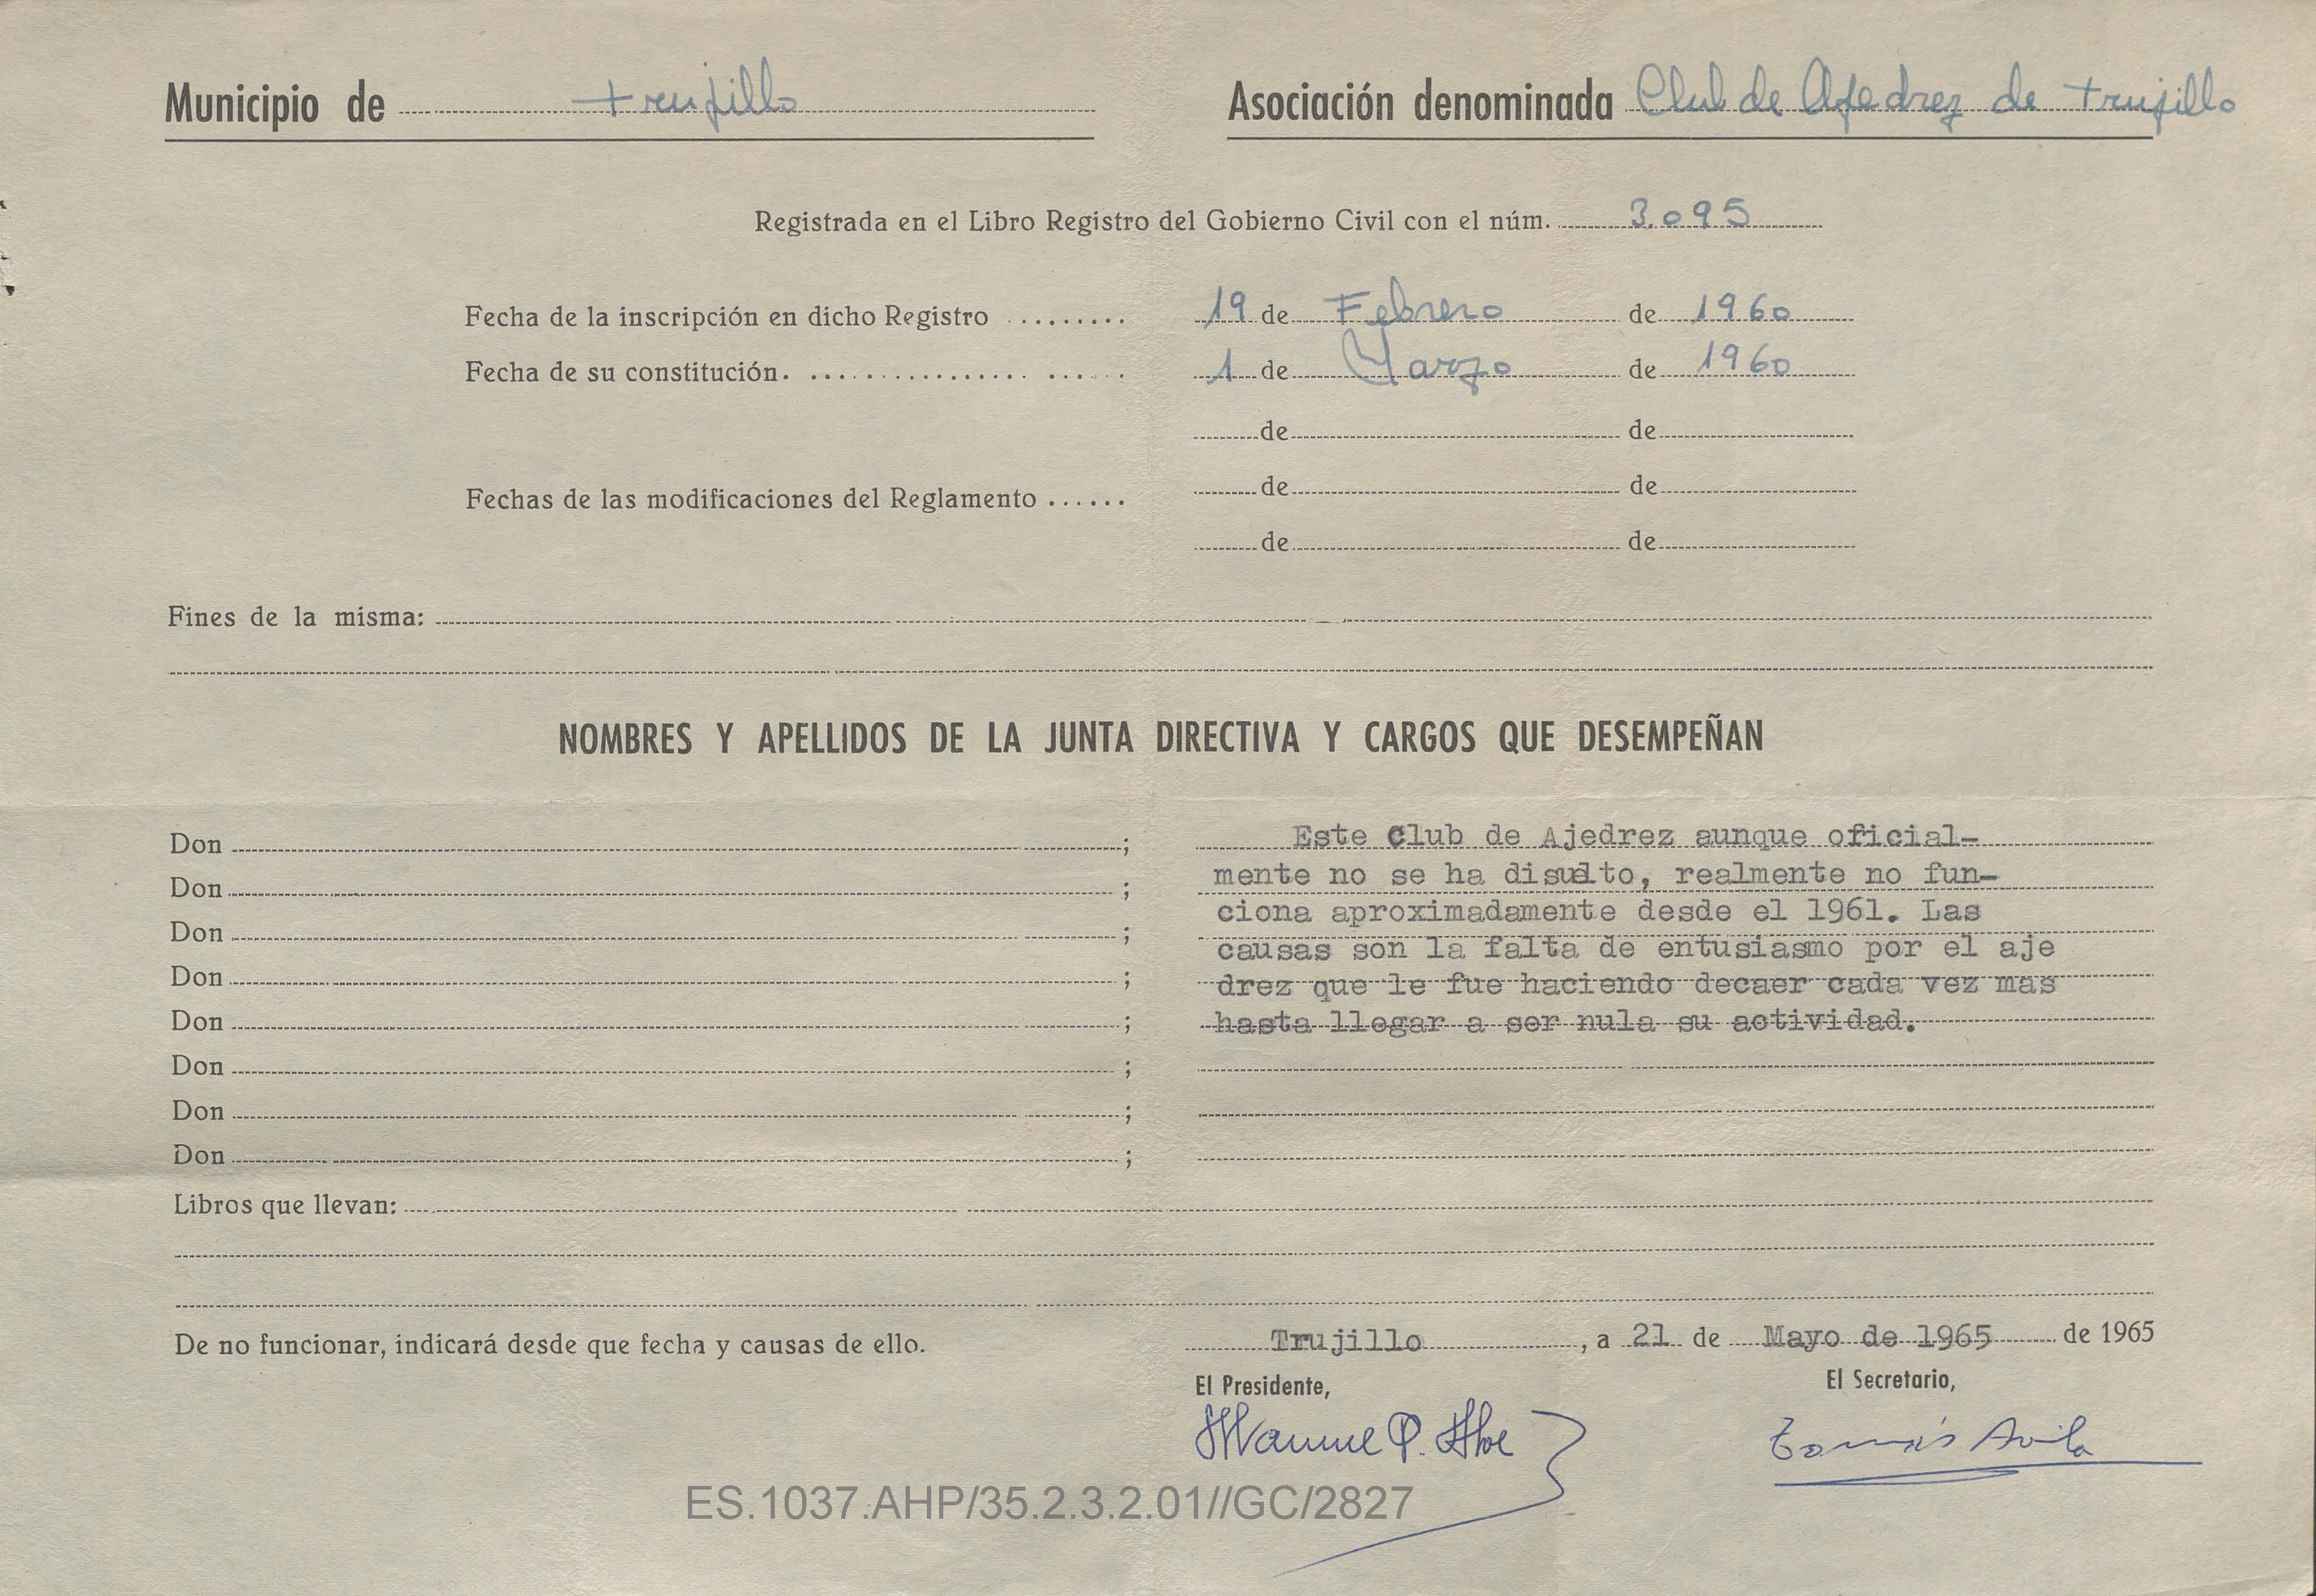 Municipio de trujillo
Asociación denominada Club de Ajedrez de trujillo
Registrada en el Libro Registro del Gobierno Civil con el núm. 3.095
Fecha de la inscripción en dicho Registro ......... 19 de Febrero de 1960
Fecha de su constitución. ...................... 1 de Marzo de 1960
de de
Fechas de las modificaciones del Reglamento ...... de de
de de
Fines de la misma:
NOMBRES Y APELLIDOS DE LA JUNTA DIRECTIVA Y CARGOS QUE DESEMPEÑAN
Don ;
Don ;
Don ;
Don ;
Don ;
Don ;
Don ;
Don ;
Este Club de Ajedrez aunque oficial-
mente no se ha disuelto, realmente no fun-
ciona aproximadamente desde el 1961. Las
causas son la falta de entusiasmo por el aje
drez que le fue haciendo decaer cada vez mas
hasta llegar a ser nula su actividad.
Libros que llevan:
De no funcionar, indicará desde que fecha y causas de ello.
Trujillo, a 21 de Mayo de 1965 de 1965
El Presidente,
El Secretario,
Tomás Avila
ES.1037.AHP/35.2.3.2.01//GC/2827